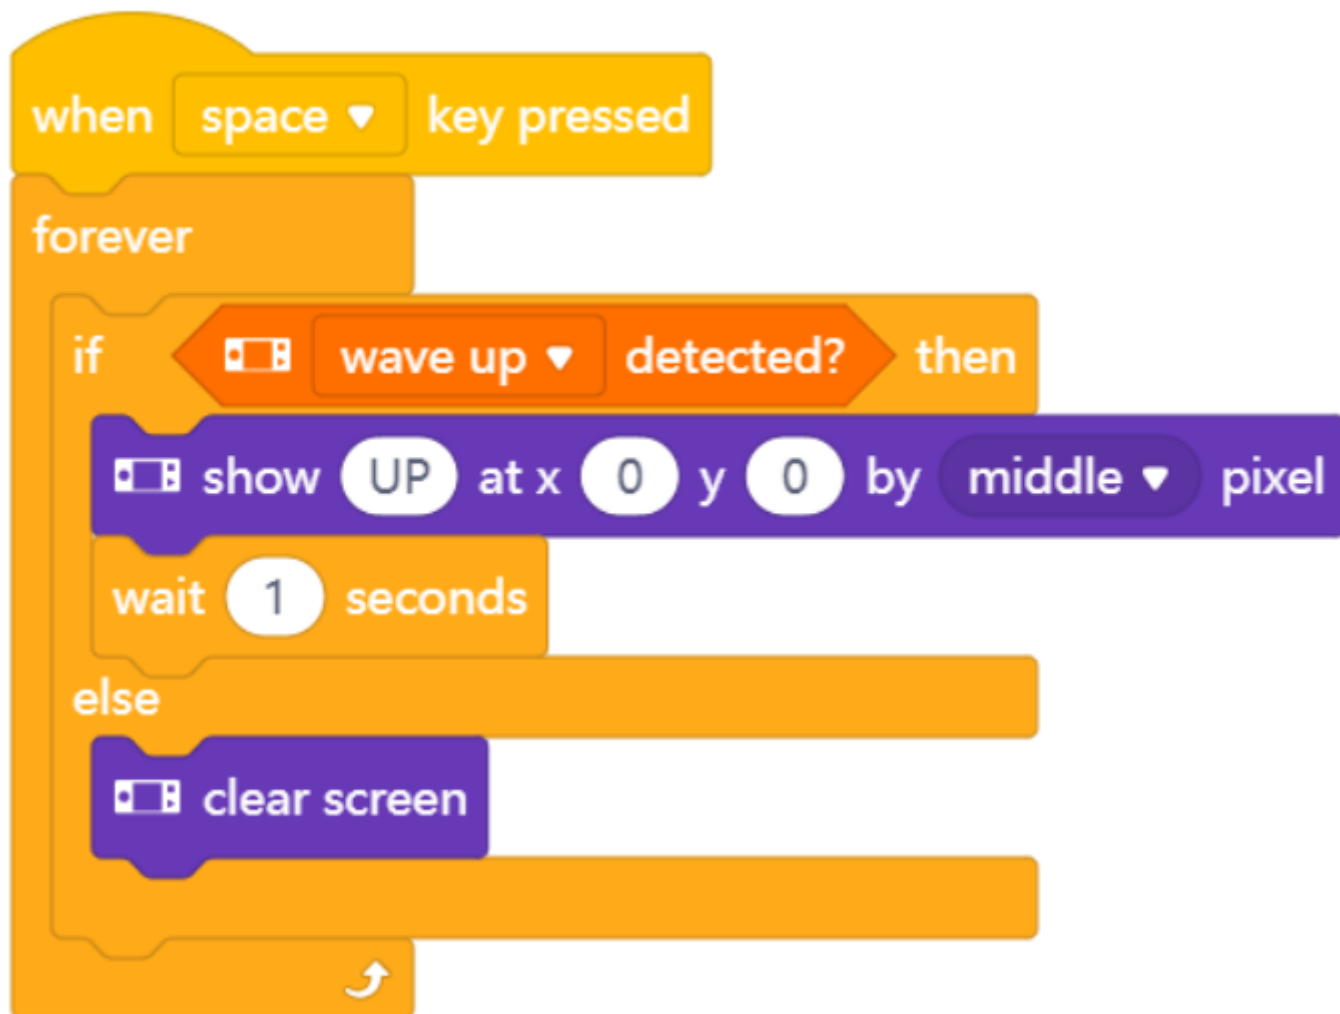 when space key pressed
forever
if wave up detected? then
show UP at x 0 y 0 by middle pixel
wait 1 seconds
else
clear screen